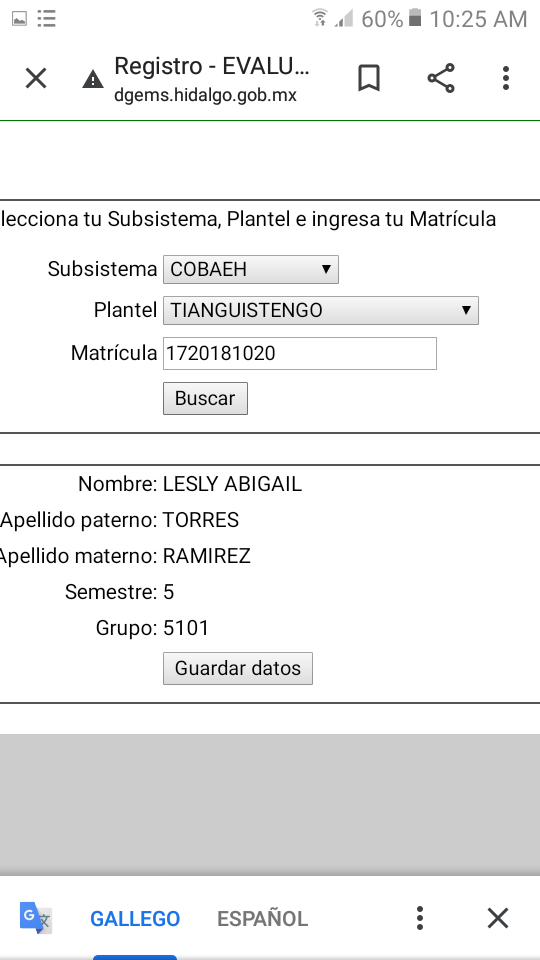 60% 10:25 AM
Registro - EVALU...
dgems.hidalgo.gob.mx
lecciona tu Subsistema, Plantel e ingresa tu Matrícula
Subsistema COBAEH
Plantel TIANGUISTENGO
Matrícula 1720181020
Buscar
Nombre: LESLY ABIGAIL
Apellido paterno: TORRES
Apellido materno: RAMIREZ
Semestre: 5
Grupo: 5101
Guardar datos
GALLEGO ESPAÑOL